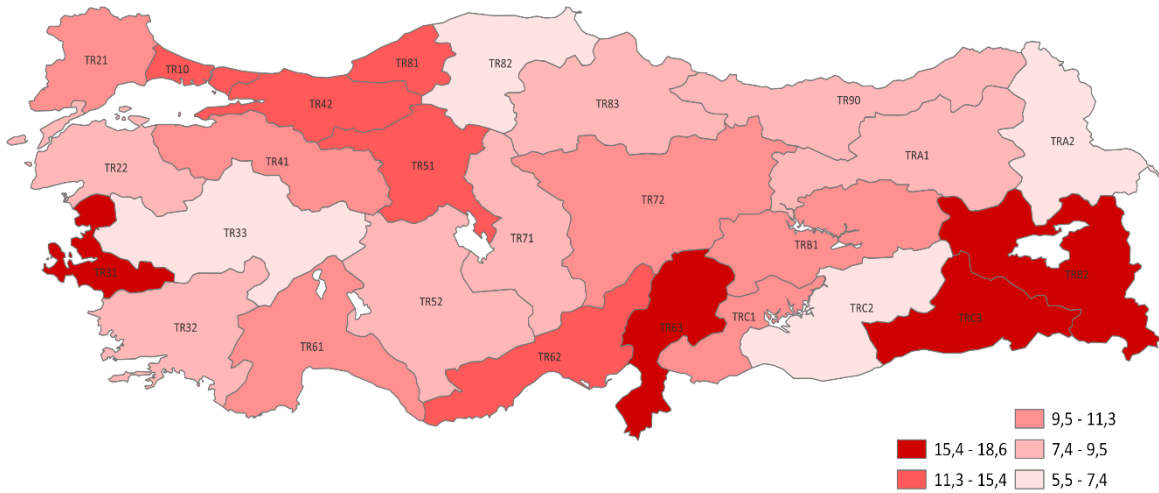 TR21
TR10
TR81
TR82
TR42
TR83
TR90
TR22
TR41
TR51
TRA1
TRA2
TR33
TR71
TR72
TRB1
TR31
TR52
TRB2
TR32
TR61
TR62
TR63
TRC1
TRC2
TRC3
9,5 - 11,3
15,4 - 18,6
7,4 - 9,5
11,3 - 15,4
5,5 - 7,4